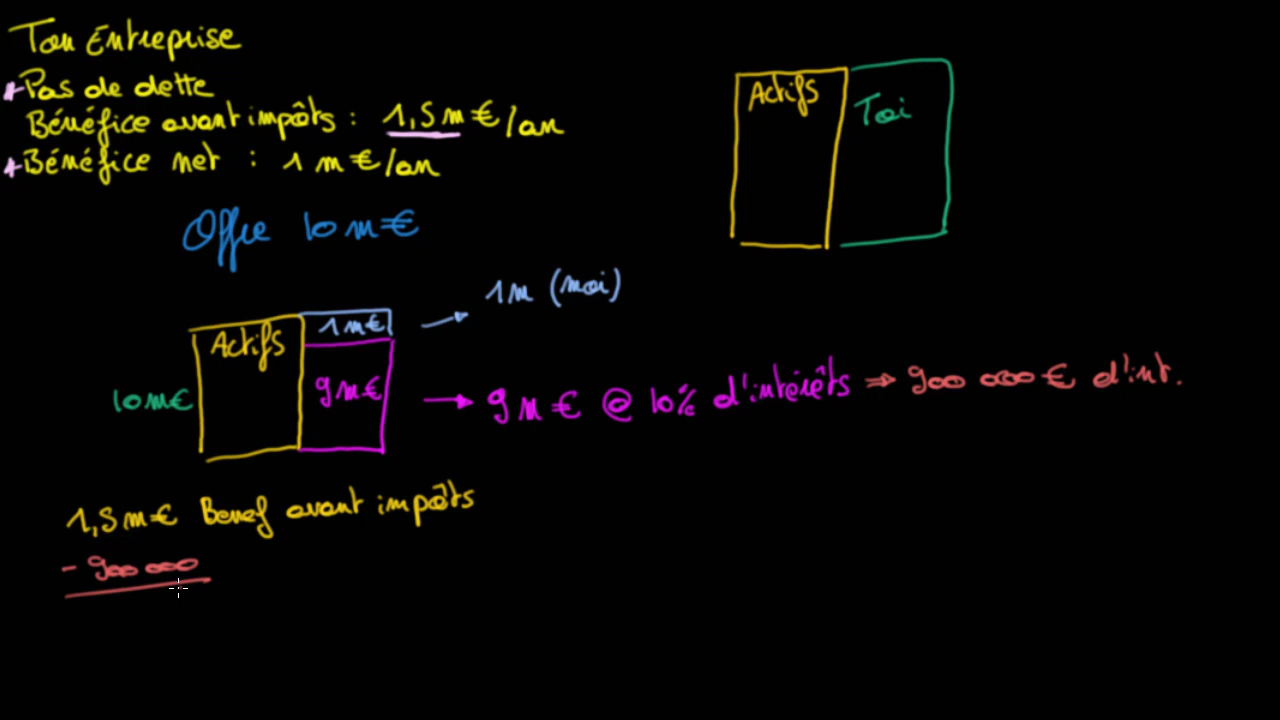 Ton Entreprise
Pas de dette
Bénéfice avant impôts : 1,5 m €/an
Bénéfice net : 1 m €/an
Offre 10 m €
Actifs
Toi
1 m (moi)
Actifs
1 m €
10 m €
9 m €
9 m € @ 10% d'intérêts ⇒ 900 000 € d'int.
1,5 m € Benef avant impôts
- 900 000